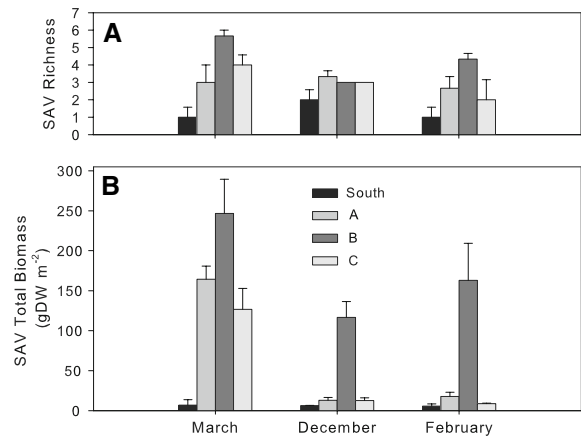 A
SAV Richness
7
6
5
4
3
2
1
0
B
SAV Total Biomass
(gDW m-2)
300
250
200
150
100
50
0
South
A
B
C
March December February